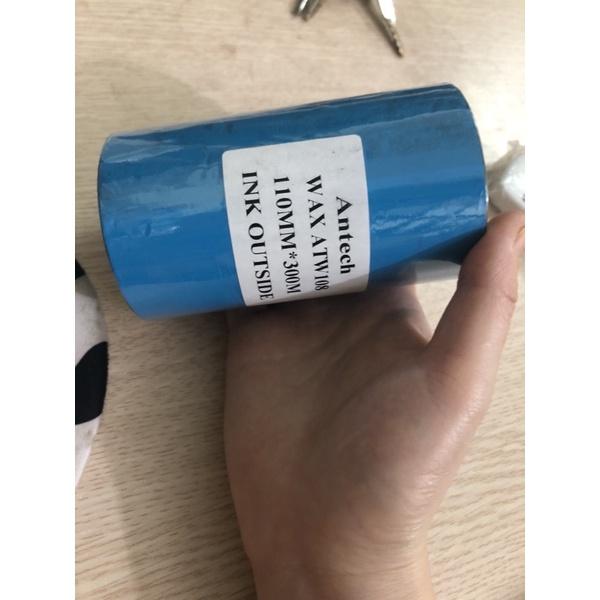 Antech
WAX ATW108
110MM*300M
INK OUTSIDE